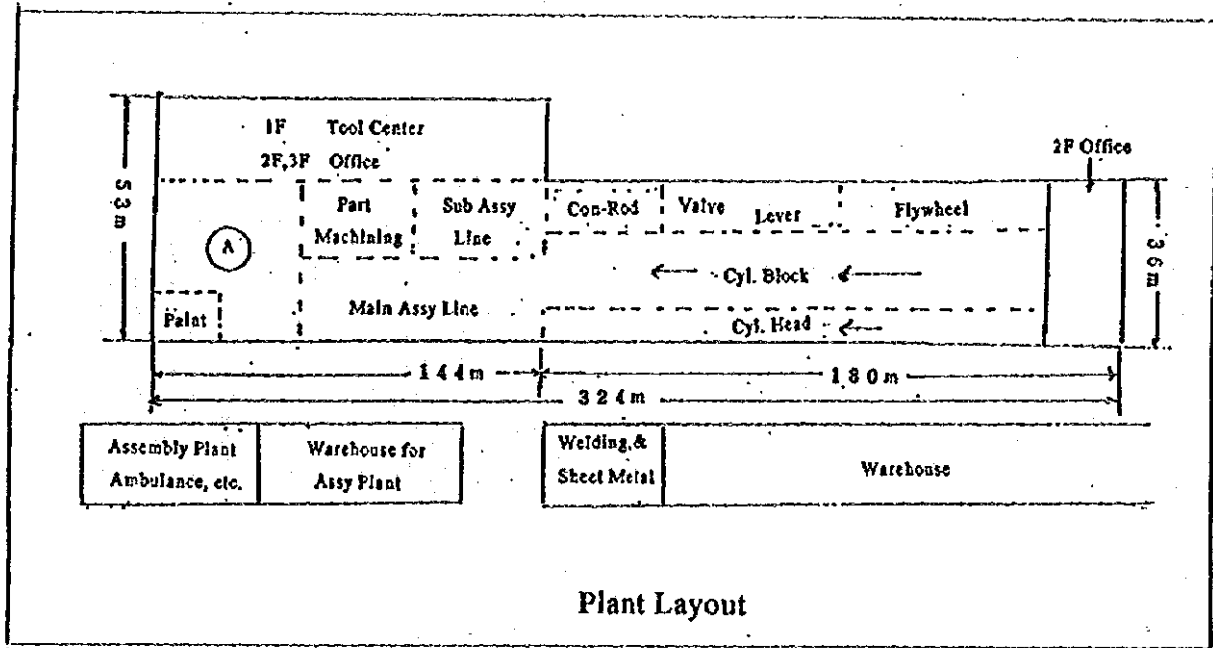 1F Tool Center
2F,3F Office
2F Office
53m
Part
Machining
Sub Assy
Line
Con-Rod
Valve
Lever
Flywheel
36m
A
Cyl. Block
Paint
Main Assy Line
Cyl. Head
144m
180m
324m
Assembly Plant
Ambulance, etc.
Warehouse for
Assy Plant
Welding,&
Sheet Metal
Warehouse
Plant Layout